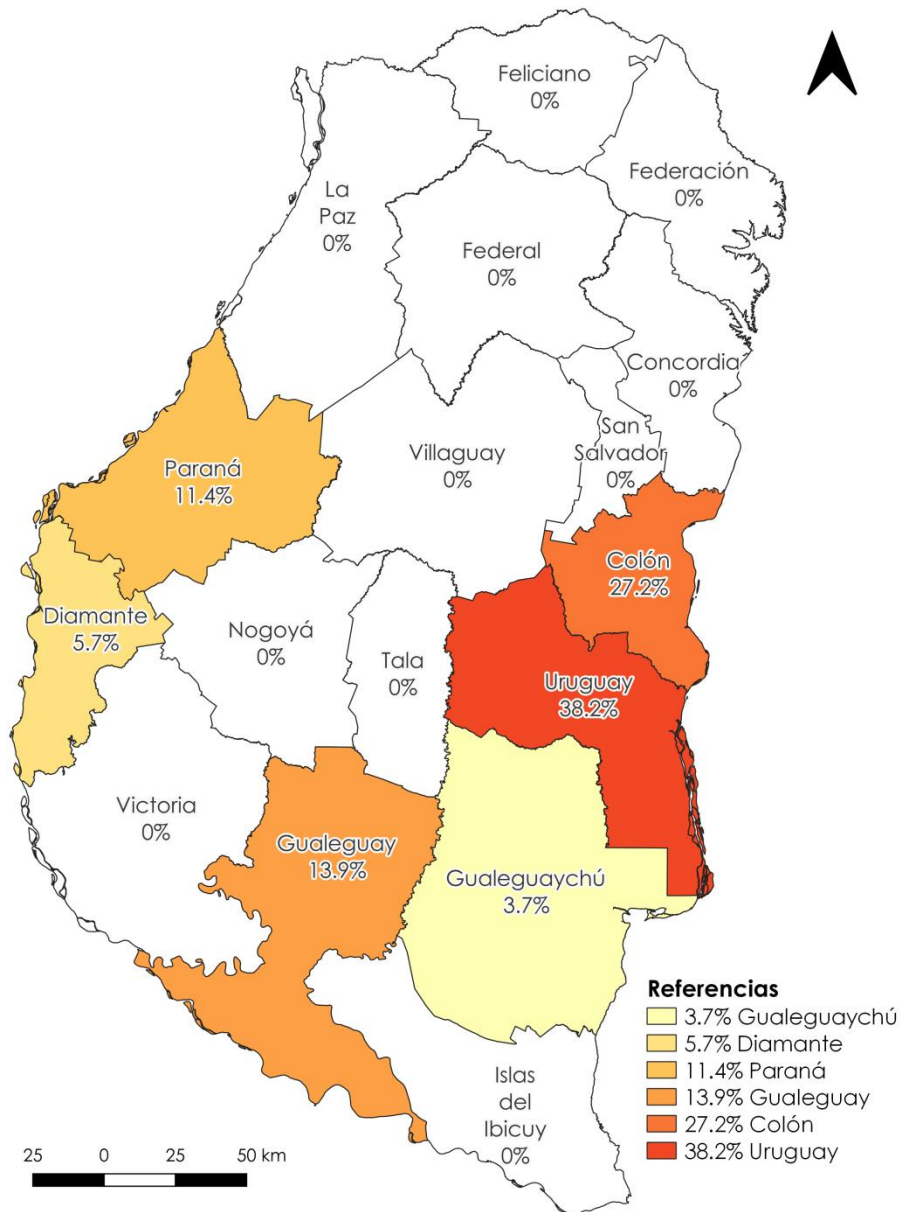 Feliciano
0%
Federación
0%
La
Paz
0%
Federal
0%
Concordia
0%
San
Salvador
0%
Villaguay
0%
Paraná
11.4%
Colón
27.2%
Diamante
5.7%
Nogoyá
0%
Tala
0%
Uruguay
38.2%
Victoria
0%
Gualeguay
13.9%
Gualeguaychú
3.7%
Islas
del
Ibicuy
0%
Referencias
3.7% Gualeguaychú
5.7% Diamante
11.4% Paraná
13.9% Gualeguay
27.2% Colón
38.2% Uruguay
25 0 25 50 km